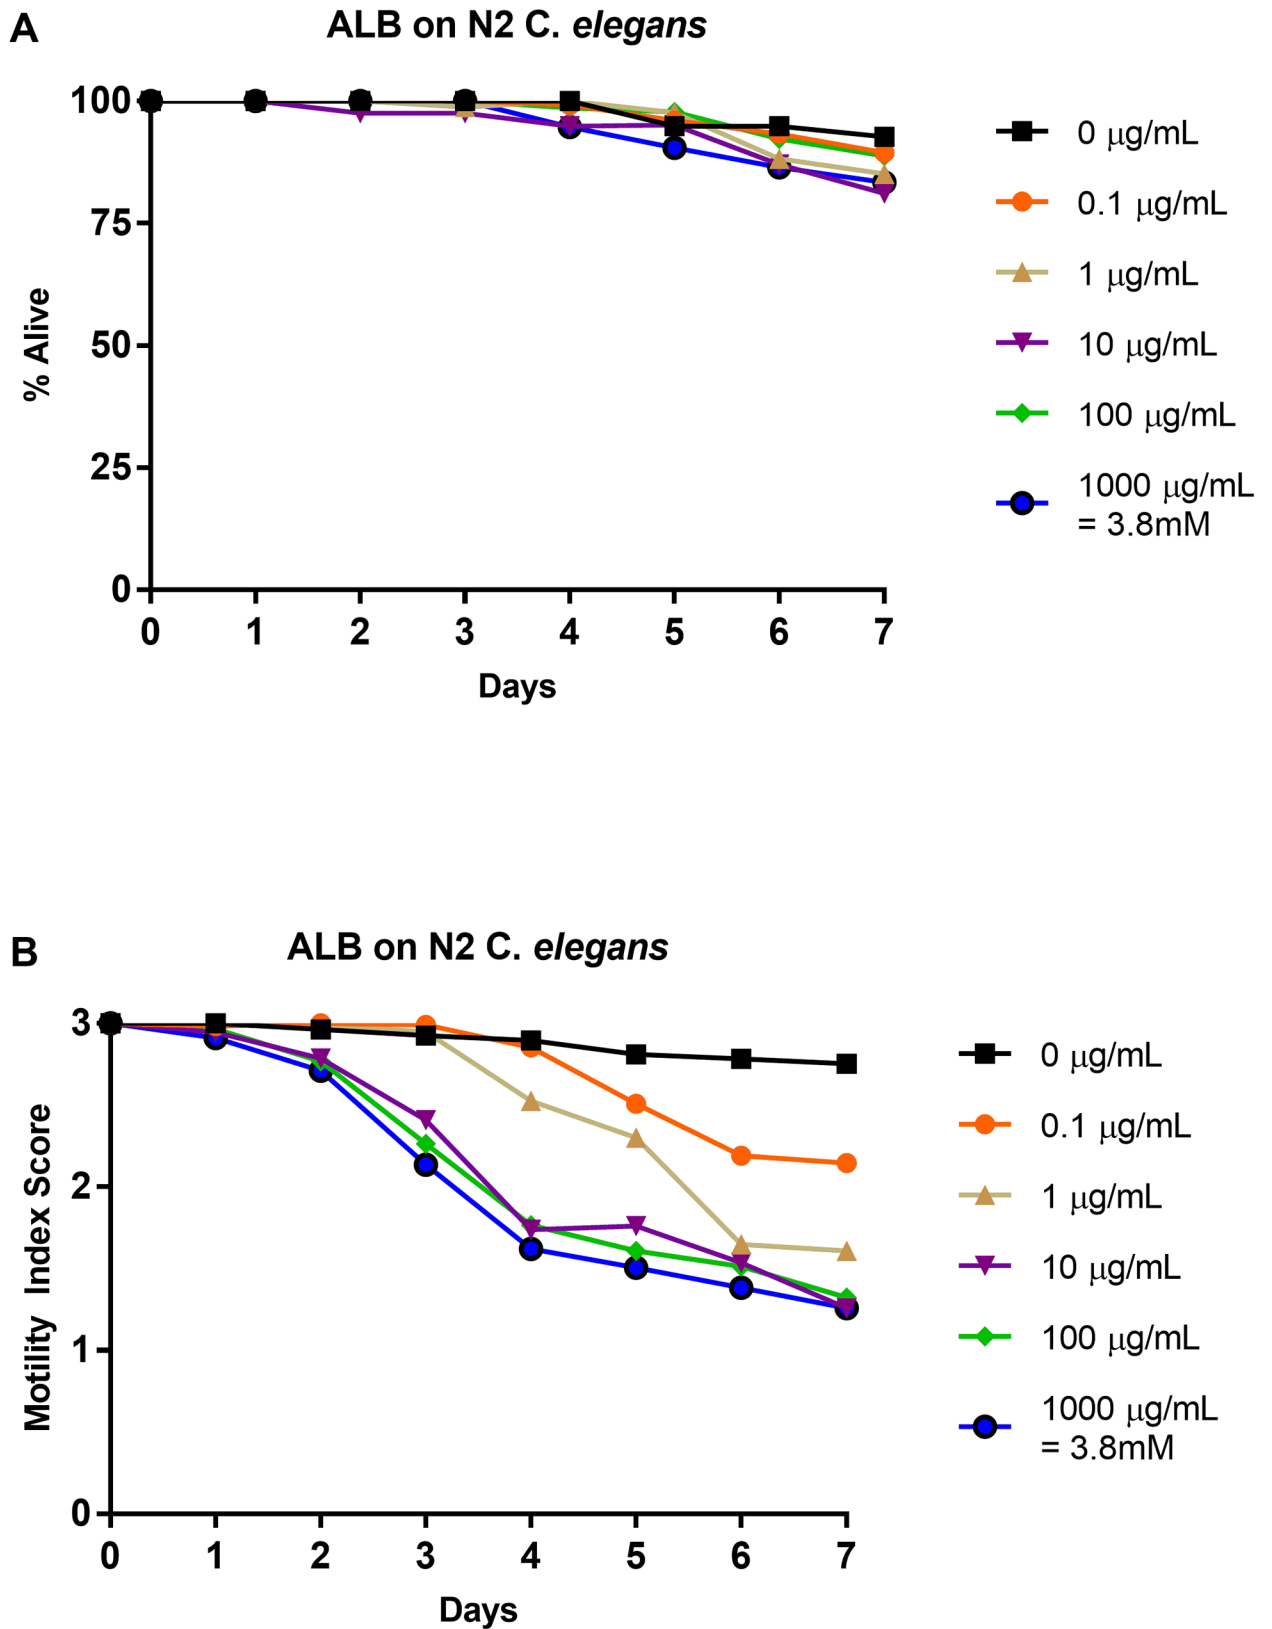 A
ALB on N2 C. elegans
100
75
50
25
0
% Alive
0 1 2 3 4 5 6 7
Days
0 μg/mL
0.1 μg/mL
1 μg/mL
10 μg/mL
100 μg/mL
1000 μg/mL
= 3.8mM
B
ALB on N2 C. elegans
3
2
1
0
Motility Index Score
0 1 2 3 4 5 6 7
Days
0 μg/mL
0.1 μg/mL
1 μg/mL
10 μg/mL
100 μg/mL
1000 μg/mL
= 3.8mM